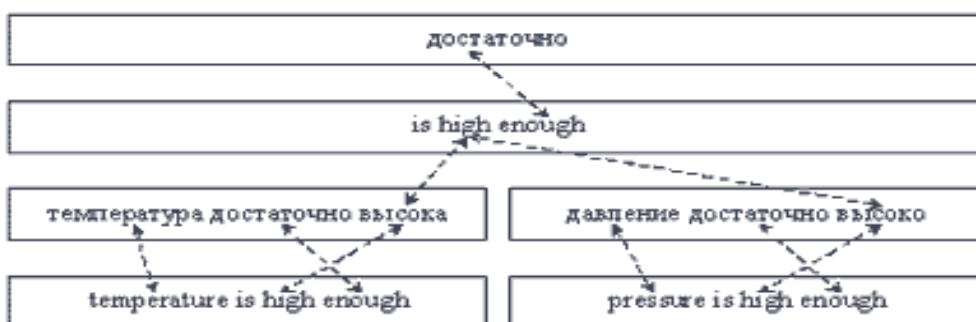 достаточно
is high enough
температура достаточно высока
давление достаточно высоко
temperature is high enough
pressure is high enough